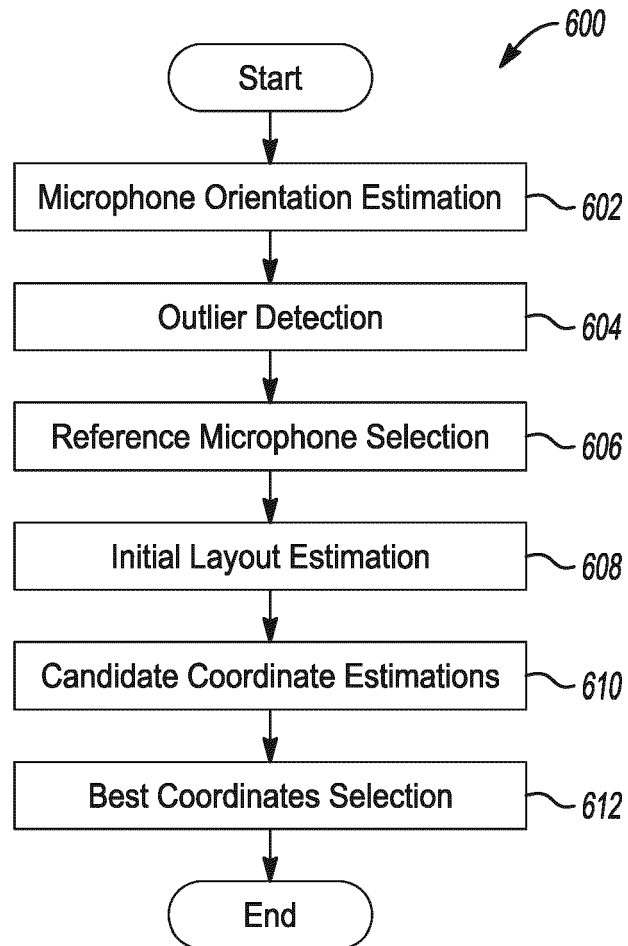 600
Start
Microphone Orientation Estimation 602
Outlier Detection 604
Reference Microphone Selection 606
Initial Layout Estimation 608
Candidate Coordinate Estimations 610
Best Coordinates Selection 612
End